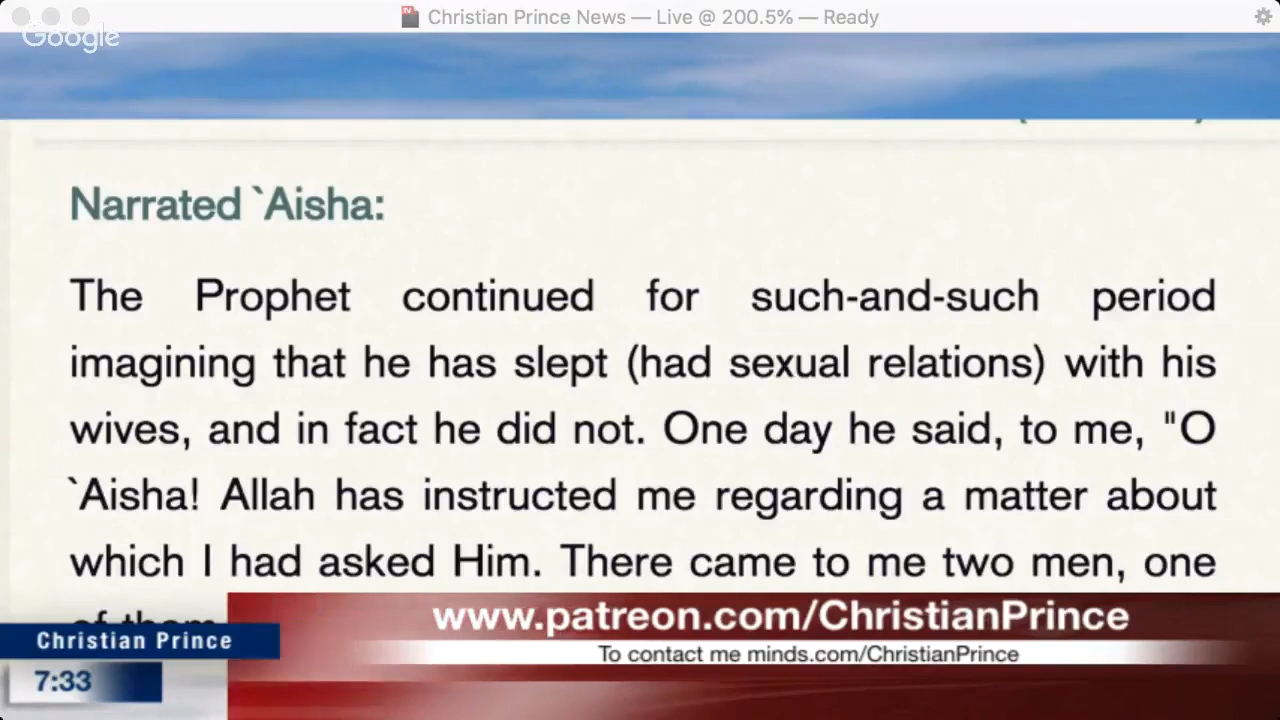 Christian Prince News — Live @ 200.5% — Ready
Google
Narrated `Aisha:
The Prophet continued for such-and-such period
imagining that he has slept (had sexual relations) with his
wives, and in fact he did not. One day he said, to me, "O
`Aisha! Allah has instructed me regarding a matter about
which I had asked Him. There came to me two men, one
of them
www.patreon.com/ChristianPrince
Christian Prince
To contact me minds.com/ChristianPrince
7:33